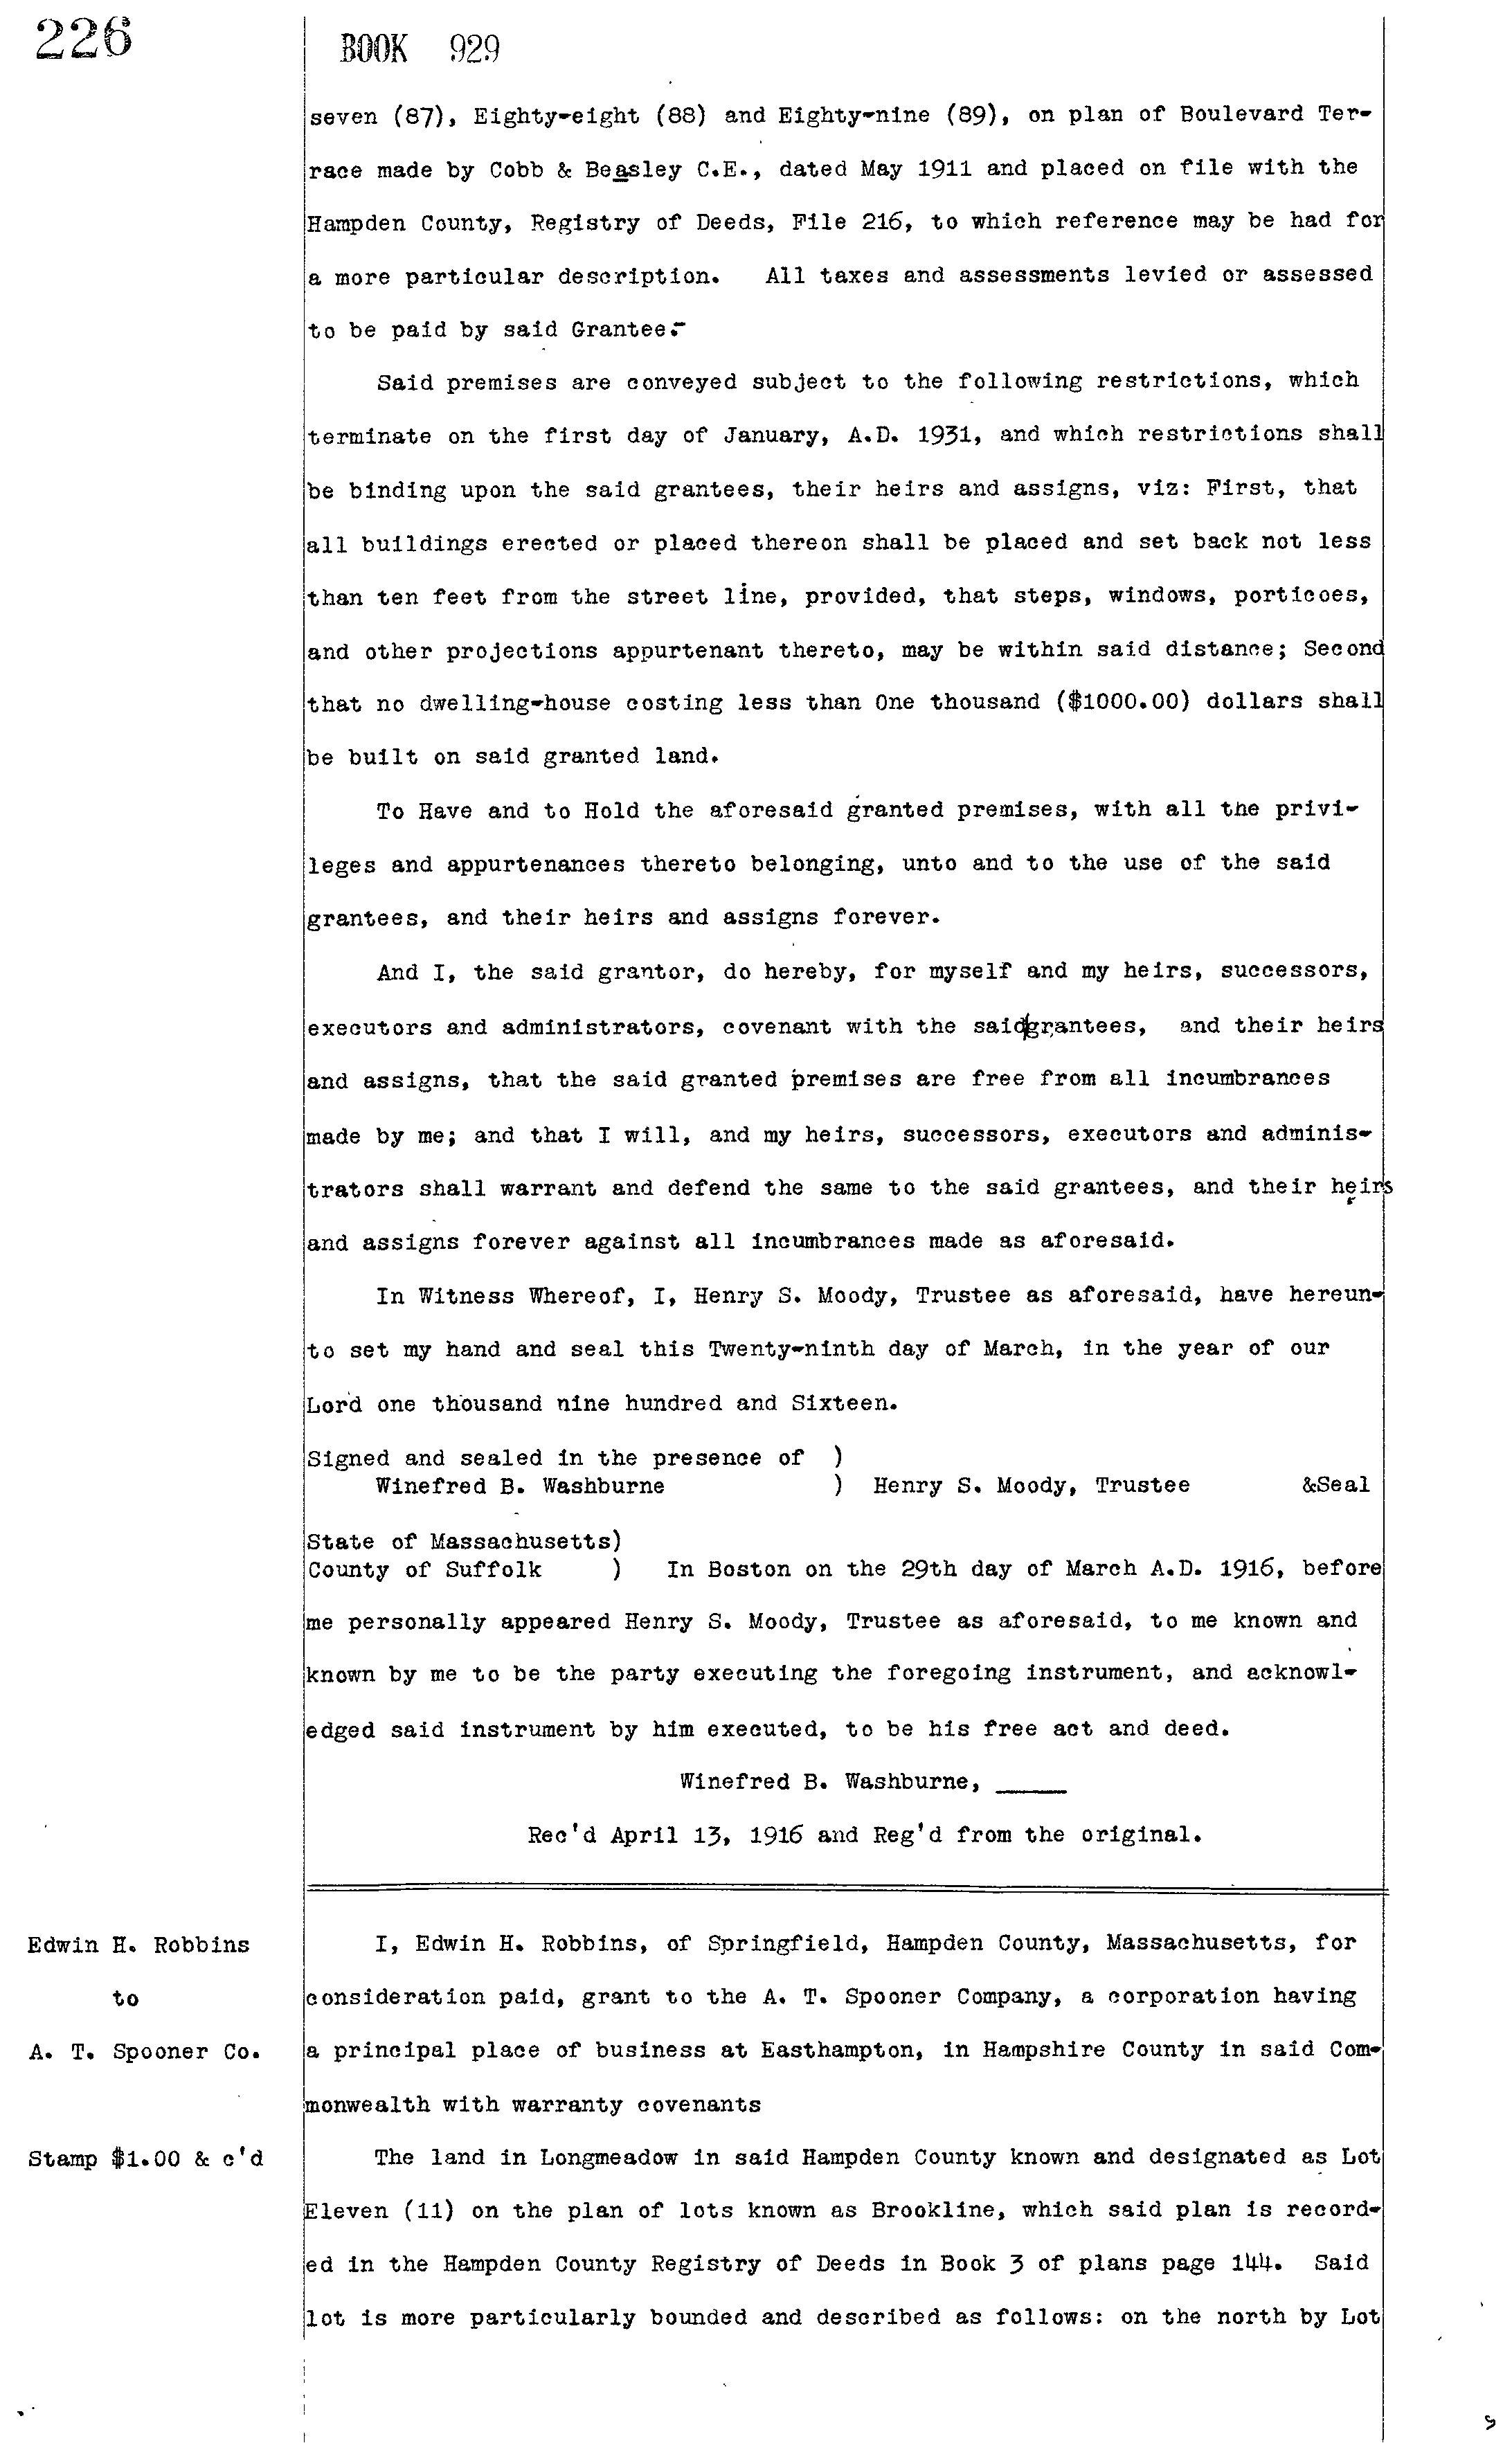 226
BOOK 929
seven (87), Eighty-eight (88) and Eighty-nine (89), on plan of Boulevard Ter-
race made by Cobb & Beasley C.E., dated May 1911 and placed on file with the
Hampden County, Registry of Deeds, File 216, to which reference may be had for
a more particular description. All taxes and assessments levied or assessed
to be paid by said Grantee:-
Said premises are conveyed subject to the following restrictions, which
terminate on the first day of January, A.D. 1931, and which restrictions shall
be binding upon the said grantees, their heirs and assigns, viz: First, that
all buildings erected or placed thereon shall be placed and set back not less
than ten feet from the street line, provided, that steps, windows, porticoes,
and other projections appurtenant thereto, may be within said distance; Second
that no dwelling-house costing less than One thousand ($1000.00) dollars shall
be built on said granted land.
To Have and to Hold the aforesaid granted premises, with all the privi-
leges and appurtenances thereto belonging, unto and to the use of the said
grantees, and their heirs and assigns forever.
And I, the said grantor, do hereby, for myself and my heirs, successors,
executors and administrators, covenant with the said grantees, and their heirs
and assigns, that the said granted premises are free from all incumbrances
made by me; and that I will, and my heirs, successors, executors and adminis-
trators shall warrant and defend the same to the said grantees, and their heirs
and assigns forever against all incumbrances made as aforesaid.
In Witness Whereof, I, Henry S. Moody, Trustee as aforesaid, have hereun-
to set my hand and seal this Twenty-ninth day of March, in the year of our
Lord one thousand nine hundred and Sixteen.
Signed and sealed in the presence of )
Winefred B. Washburne ) Henry S. Moody, Trustee &Seal
State of Massachusetts)
County of Suffolk ) In Boston on the 29th day of March A.D. 1916, before
me personally appeared Henry S. Moody, Trustee as aforesaid, to me known and
known by me to be the party executing the foregoing instrument, and acknowl-
edged said instrument by him executed, to be his free act and deed.
Winefred B. Washburne, _____
Rec'd April 13, 1916 and Reg'd from the original.
Edwin H. Robbins
to
A. T. Spooner Co.
Stamp $1.00 & c'd
I, Edwin H. Robbins, of Springfield, Hampden County, Massachusetts, for
consideration paid, grant to the A. T. Spooner Company, a corporation having
a principal place of business at Easthampton, in Hampshire County in said Com-
monwealth with warranty covenants
The land in Longmeadow in said Hampden County known and designated as Lot
Eleven (11) on the plan of lots known as Brookline, which said plan is record-
ed in the Hampden County Registry of Deeds in Book 3 of plans page 144. Said
lot is more particularly bounded and described as follows: on the north by Lot